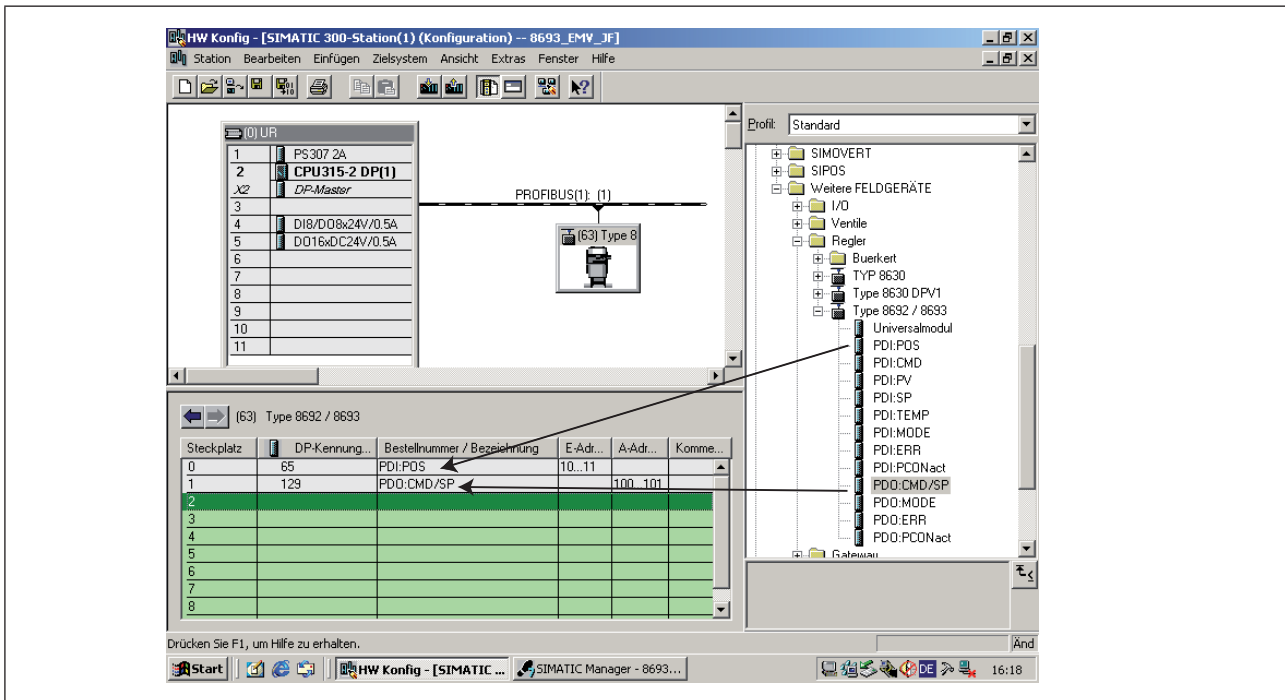 HW Konfig - [SIMATIC 300-Station(1) (Konfiguration) -- 8693_EMV_JF]
Station Bearbeiten Einfügen Zielsystem Ansicht Extras Fenster Hilfe
(0) UR
1 PS307 2A
2 CPU315-2 DP(1)
X2 DP-Master
3
4 DI8/DO8x24V/0.5A
5 DO16xDC24V/0.5A
6
7
8
9
10
11
PROFIBUS(1): (1)
(63) Type 8
Profil: Standard
SIMOVERT
SIPOS
Weitere FELDGERÄTE
I/O
Ventile
Regler
Buerkert
TYP 8630
Type 8630 DPV1
Type 8692 / 8693
Universalmodul
PDI:POS
PDI:CMD
PDI:PV
PDI:SP
PDI:TEMP
PDI:MODE
PDI:ERR
PDI:PCONact
PDO:CMD/SP
PDO:MODE
PDO:ERR
PDO:PCONact
Gateway
(63) Type 8692 / 8693
Steckplatz DP-Kennung... Bestellnummer / Bezeichnung E-Adr... A-Adr... Komme...
0 65 PDI:POS 10...11
1 129 PDO:CMD/SP 100...101
2
3
4
5
6
7
8
Drücken Sie F1, um Hilfe zu erhalten.
Änd
Start
HW Konfig - [SIMATIC ...
SIMATIC Manager - 8693...
DE
16:18